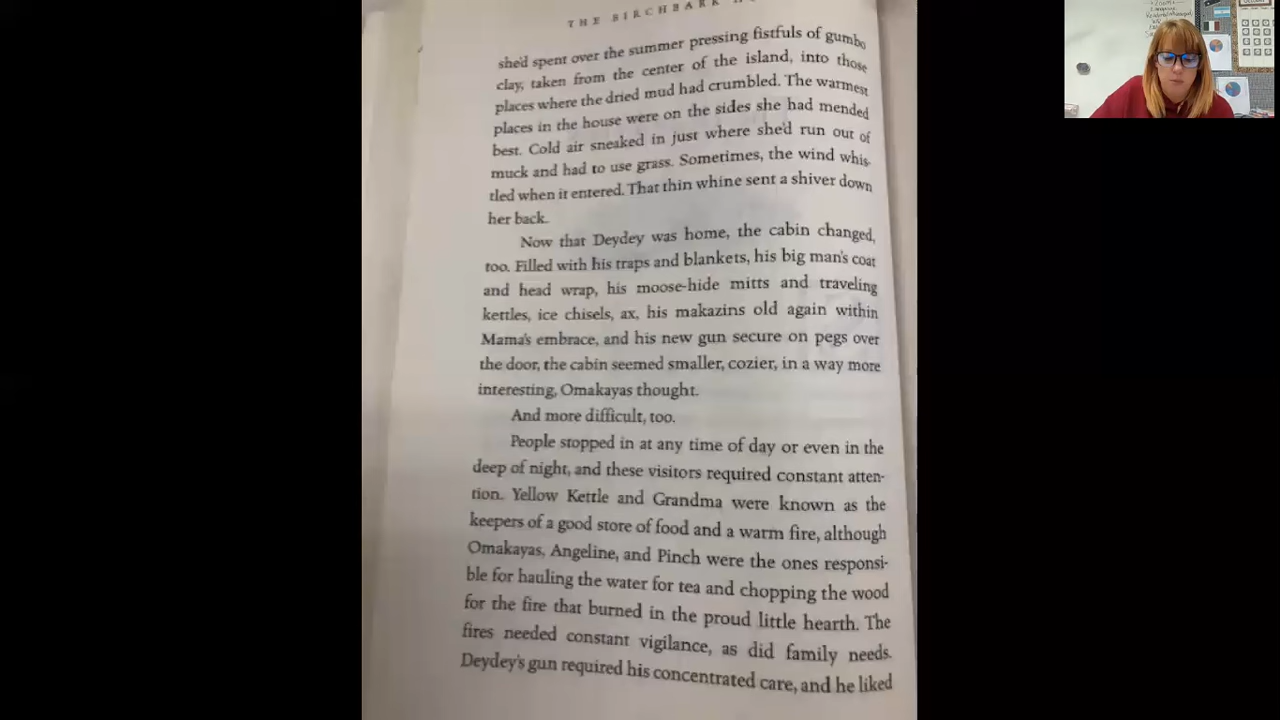 THE BIRCHBARK
she'd spent over the summer pressing fistfuls of gumbo
clay, taken from the center of the island, into those
places where the dried mud had crumbled. The warmest
places in the house were on the sides she had mended
best. Cold air sneaked in just where she'd run out of
muck and had to use grass. Sometimes, the wind whis-
tled when it entered. That thin whine sent a shiver down
her back.
Now that Deydey was home, the cabin changed,
too. Filled with his traps and blankets, his big man's coat
and head wrap, his moose-hide mitts and traveling
kettles, ice chisels, ax, his makazins old again within
Mama's embrace, and his new gun secure on pegs over
the door, the cabin seemed smaller, cozier, in a way more
interesting, Omakayas thought.
And more difficult, too.
People stopped in at any time of day or even in the
deep of night, and these visitors required constant atten-
tion. Yellow Kettle and Grandma were known as the
keepers of a good store of food and a warm fire, although
Omakayas, Angeline, and Pinch were the ones responsi-
ble for hauling the water for tea and chopping the wood
for the fire that burned in the proud little hearth. The
fires needed constant vigilance, as did family needs.
Deydey's gun required his concentrated care, and he liked